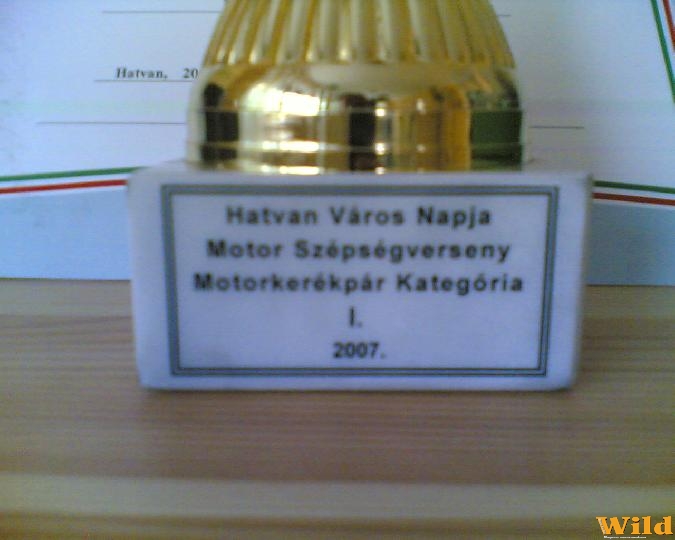 Hatvan, 20
Hatvan Város Napja
Motor Szépségverseny
Motorkerékpár Kategória
I.
2007.
Wild